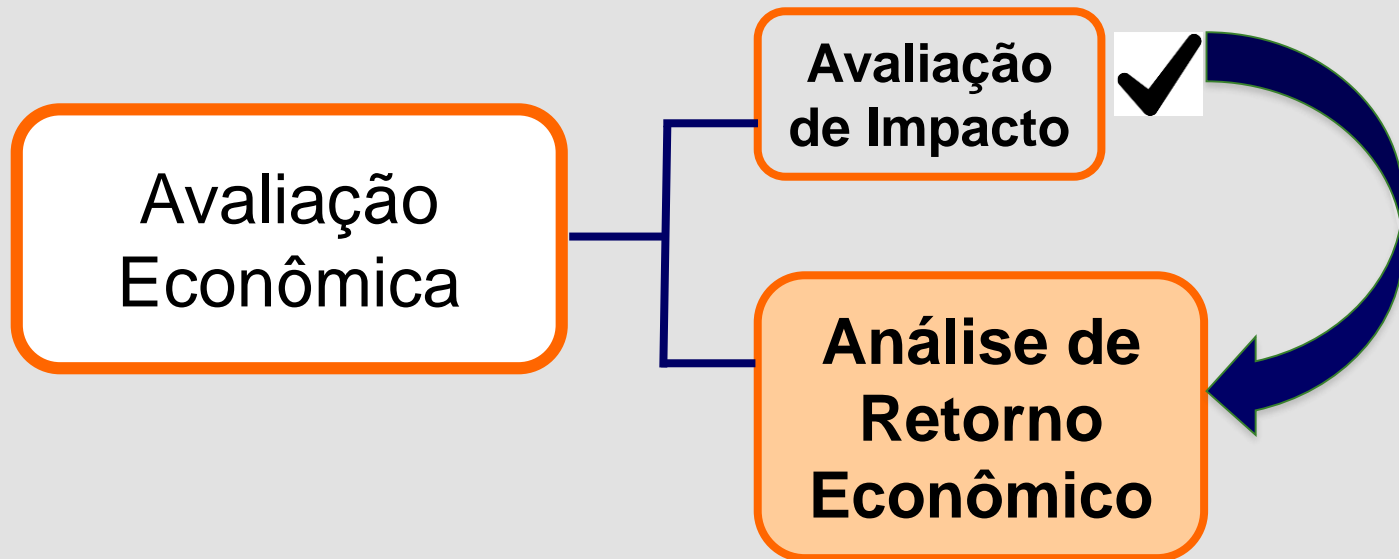 Avaliação
de Impacto
Avaliação
Econômica
Análise de
Retorno
Econômico